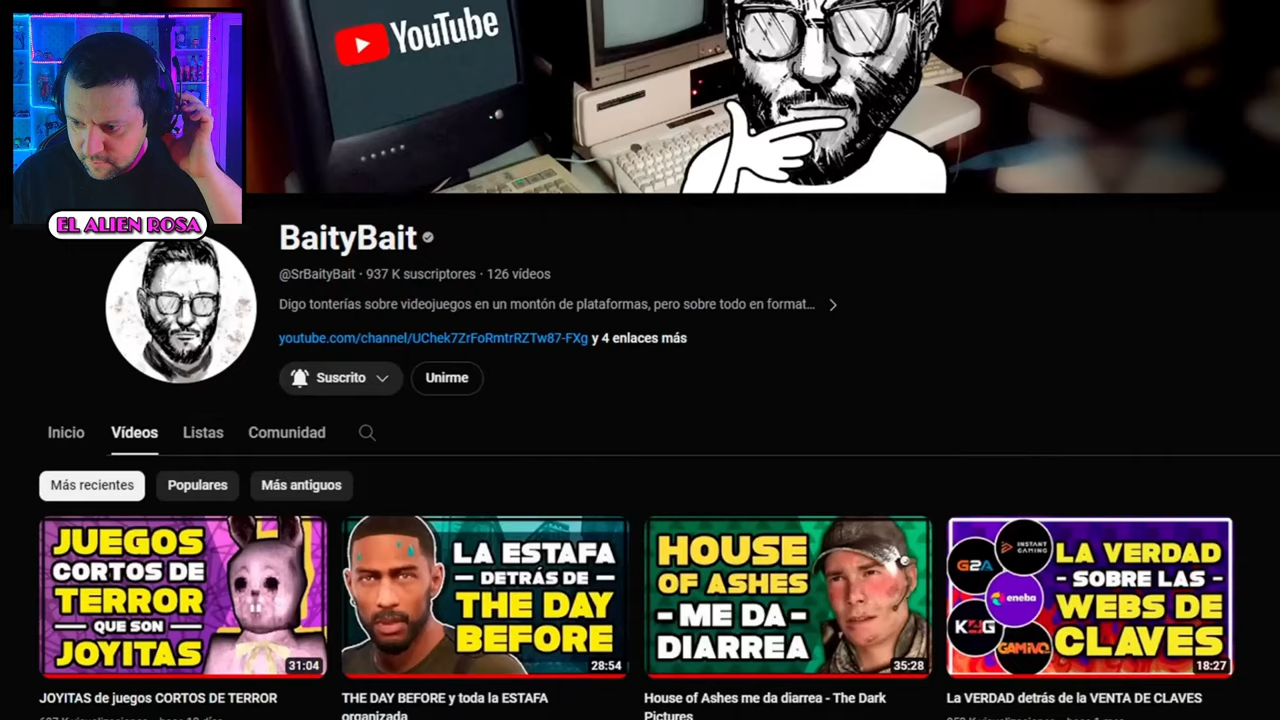 YouTube
EL ALIEN ROSA
BaityBait
@SrBaityBait · 937 K suscriptores · 126 vídeos
Digo tonterías sobre videojuegos en un montón de plataformas, pero sobre todo en format...
youtube.com/channel/UChek7ZrFoRmtrRZTw87-FXg y 4 enlaces más
Suscrito
Unirme
Inicio
Vídeos
Listas
Comunidad
Más recientes
Populares
Más antiguos
JUEGOS
CORTOS DE
TERROR
QUE SON
JOYITAS
31:04
LA ESTAFA
- DETRÁS DE -
THE DAY
BEFORE
28:54
HOUSE
OF ASHES
- ME DA -
DIARREA
35:28
G2A
INSTANT
GAMING
eneba
K4G
GAMIVO
LA VERDAD
- SOBRE LAS -
WEBS DE
CLAVES
18:27
JOYITAS de juegos CORTOS DE TERROR
THE DAY BEFORE y toda la ESTAFA
organizada
House of Ashes me da diarrea - The Dark
Pictures
La VERDAD detrás de la VENTA DE CLAVES